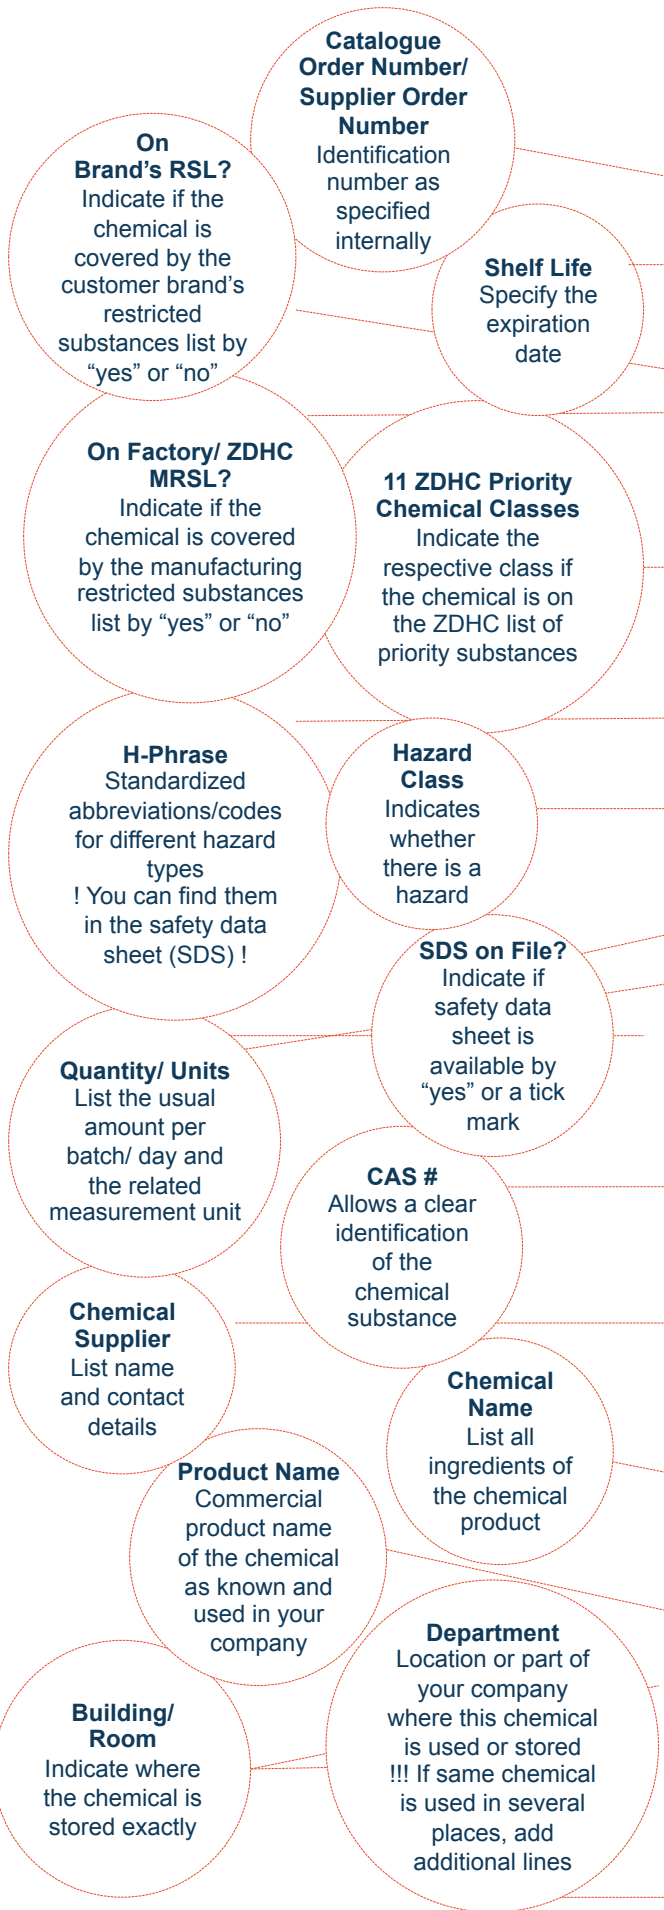 Catalogue
Order Number/
Supplier Order
Number
Identification
number as
specified
internally
On
Brand's RSL?
Indicate if the
chemical is
covered by the
customer brand's
restricted
substances list by
“yes” or “no”
Shelf Life
Specify the
expiration
date
On Factory/ ZDHC
MRSL?
Indicate if the
chemical is covered
by the manufacturing
restricted substances
list by “yes” or “no”
11 ZDHC Priority
Chemical Classes
Indicate the
respective class if
the chemical is on
the ZDHC list of
priority substances
H-Phrase
Standardized
abbreviations/codes
for different hazard
types
! You can find them
in the safety data
sheet (SDS) !
Hazard
Class
Indicates
whether
there is a
hazard
SDS on File?
Indicate if
safety data
sheet is
available by
“yes” or a tick
mark
Quantity/ Units
List the usual
amount per
batch/ day and
the related
measurement unit
CAS #
Allows a clear
identification
of the
chemical
substance
Chemical
Supplier
List name
and contact
details
Chemical
Name
List all
ingredients of
the chemical
product
Product Name
Commercial
product name
of the chemical
as known and
used in your
company
Department
Location or part of
your company
where this chemical
is used or stored
!!! If same chemical
is used in several
places, add
additional lines
Building/
Room
Indicate where
the chemical is
stored exactly